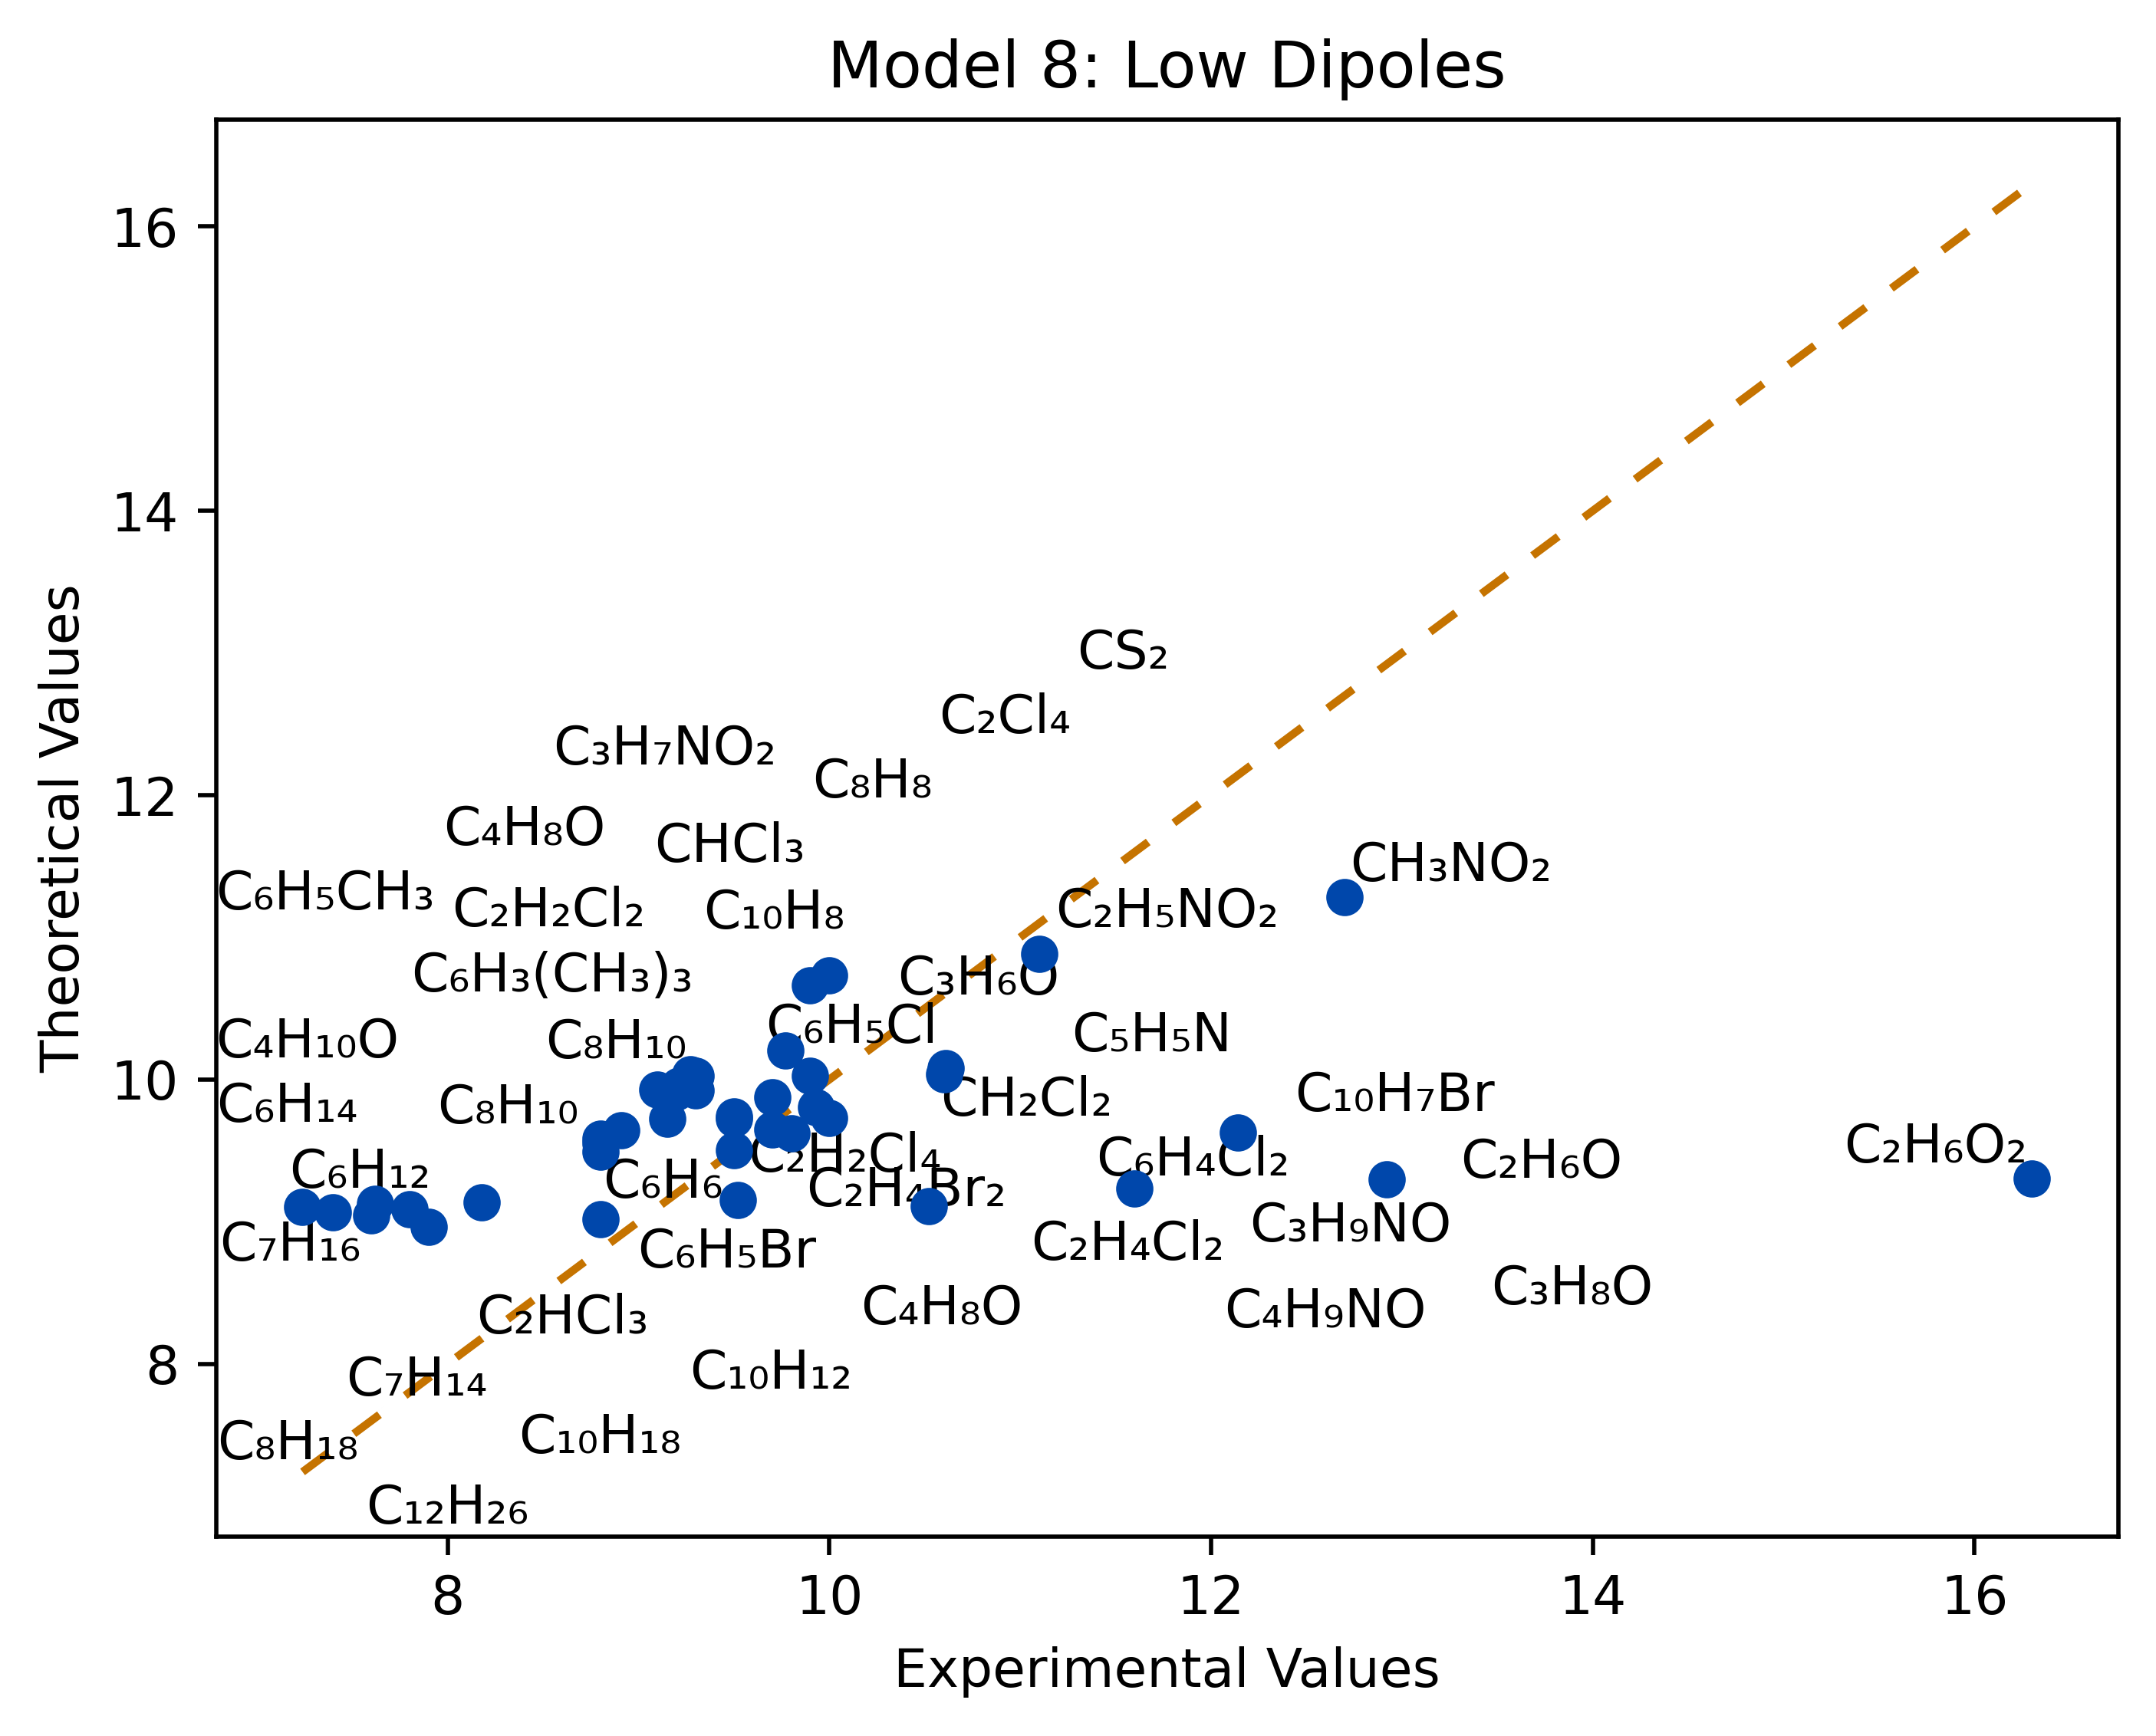 Model 8: Low Dipoles
Theoretical Values
16
14
12
10
8
CS₂
C₂Cl₄
C₃H₇NO₂
C₈H₈
C₄H₈O
CHCl₃
CH₃NO₂
C₆H₅CH₃
C₂H₂Cl₂
C₁₀H₈
C₂H₅NO₂
C₆H₃(CH₃)₃
C₃H₆O
C₆H₅Cl
C₅H₅N
C₄H₁₀O
C₈H₁₀
C₁₀H₇Br
CH₂Cl₂
C₆H₁₄
C₈H₁₀
C₂H₆O₂
C₂H₂Cl₄
C₆H₄Cl₂
C₂H₆O
C₆H₁₂
C₆H₆
C₂H₄Br₂
C₃H₉NO
C₇H₁₆
C₆H₅Br
C₂H₄Cl₂
C₃H₈O
C₂HCl₃
C₄H₈O
C₄H₉NO
C₇H₁₄
C₁₀H₁₂
C₈H₁₈
C₁₀H₁₈
C₁₂H₂₆
8
10
12
14
16
Experimental Values